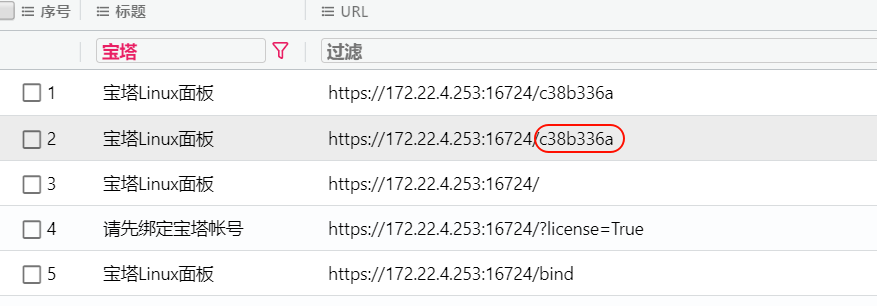 序号 标题 URL
宝塔 过滤
1 宝塔Linux面板 https://172.22.4.253:16724/c38b336a
2 宝塔Linux面板 https://172.22.4.253:16724/c38b336a
3 宝塔Linux面板 https://172.22.4.253:16724/
4 请先绑定宝塔帐号 https://172.22.4.253:16724/?license=True
5 宝塔Linux面板 https://172.22.4.253:16724/bind